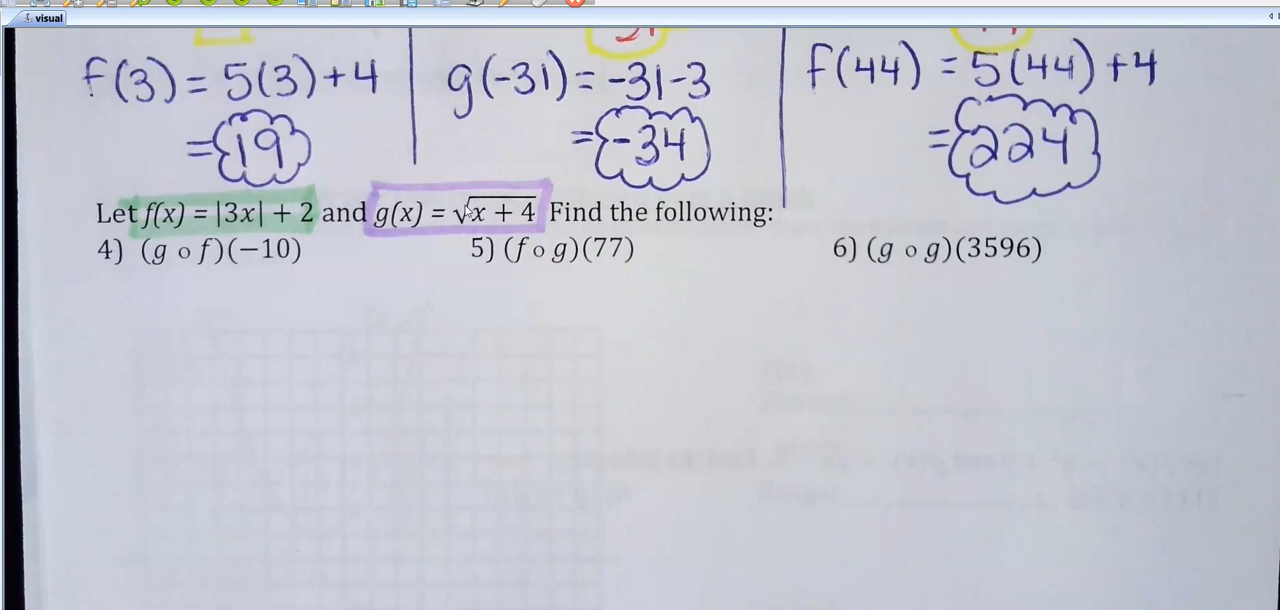 visual
f(3) = 5(3)+4
g(-31) = -31-3
f(44) = 5(44)+4
= 19
= -34
= 224
Let f(x) = |3x| + 2 and g(x) = √x + 4 Find the following:
4) (g ∘ f)(−10) 5) (f ∘ g)(77) 6) (g ∘ g)(3596)